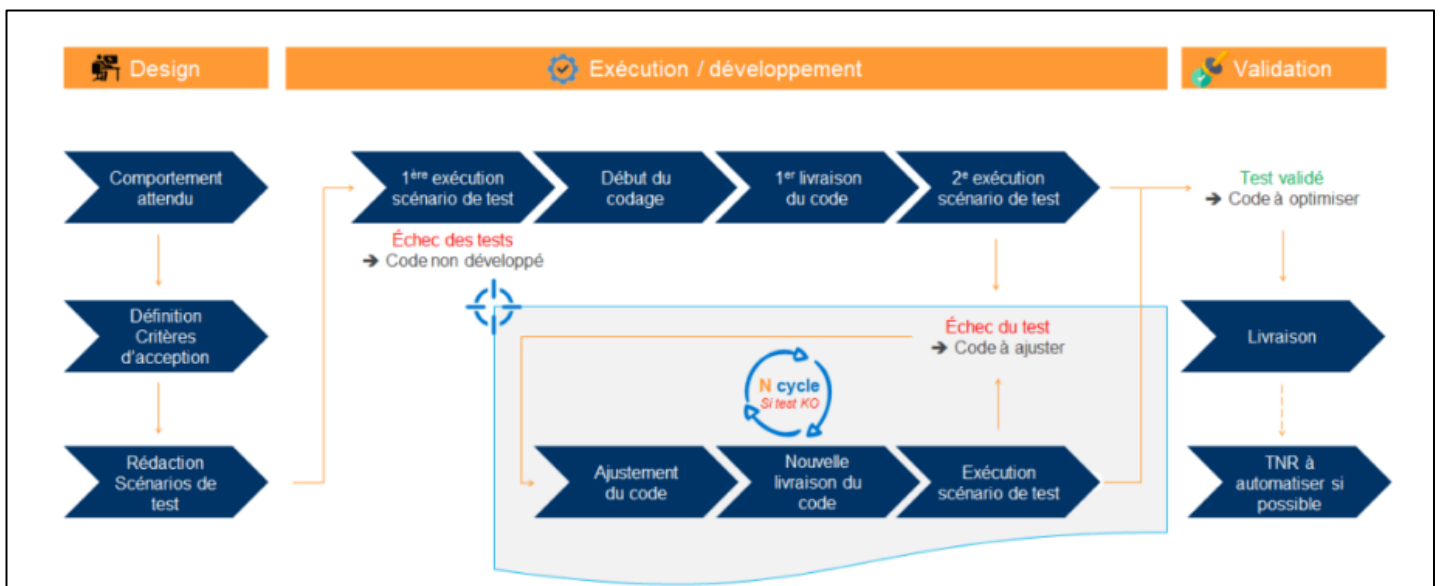 Design
Exécution / développement
Validation
Comportement
attendu
1ère exécution
scénario de test
Début du
codage
1er livraison
du code
2e exécution
scénario de test
Test validé
➔ Code à optimiser
Échec des tests
➔ Code non développé
Définition
Critères
d'acception
Échec du test
➔ Code à ajuster
Livraison
N cycle
Si test KO
Rédaction
Scénarios de
test
Ajustement
du code
Nouvelle
livraison du
code
Exécution
scénario de test
TNR à
automatiser si
possible